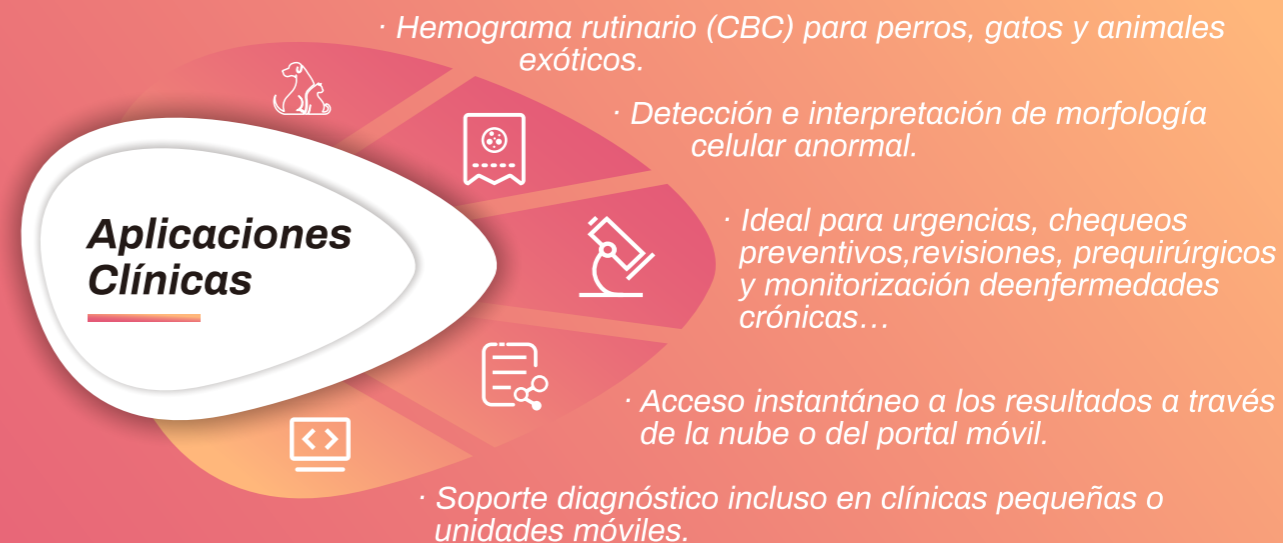 · Hemograma rutinario (CBC) para perros, gatos y animales
exóticos.
· Detección e interpretación de morfología
celular anormal.
Aplicaciones
Clínicas
· Ideal para urgencias, chequeos
preventivos,revisiones, prequirúrgicos
y monitorización deenfermedades
crónicas…
· Acceso instantáneo a los resultados a través
de la nube o del portal móvil.
· Soporte diagnóstico incluso en clínicas pequeñas o
unidades móviles.